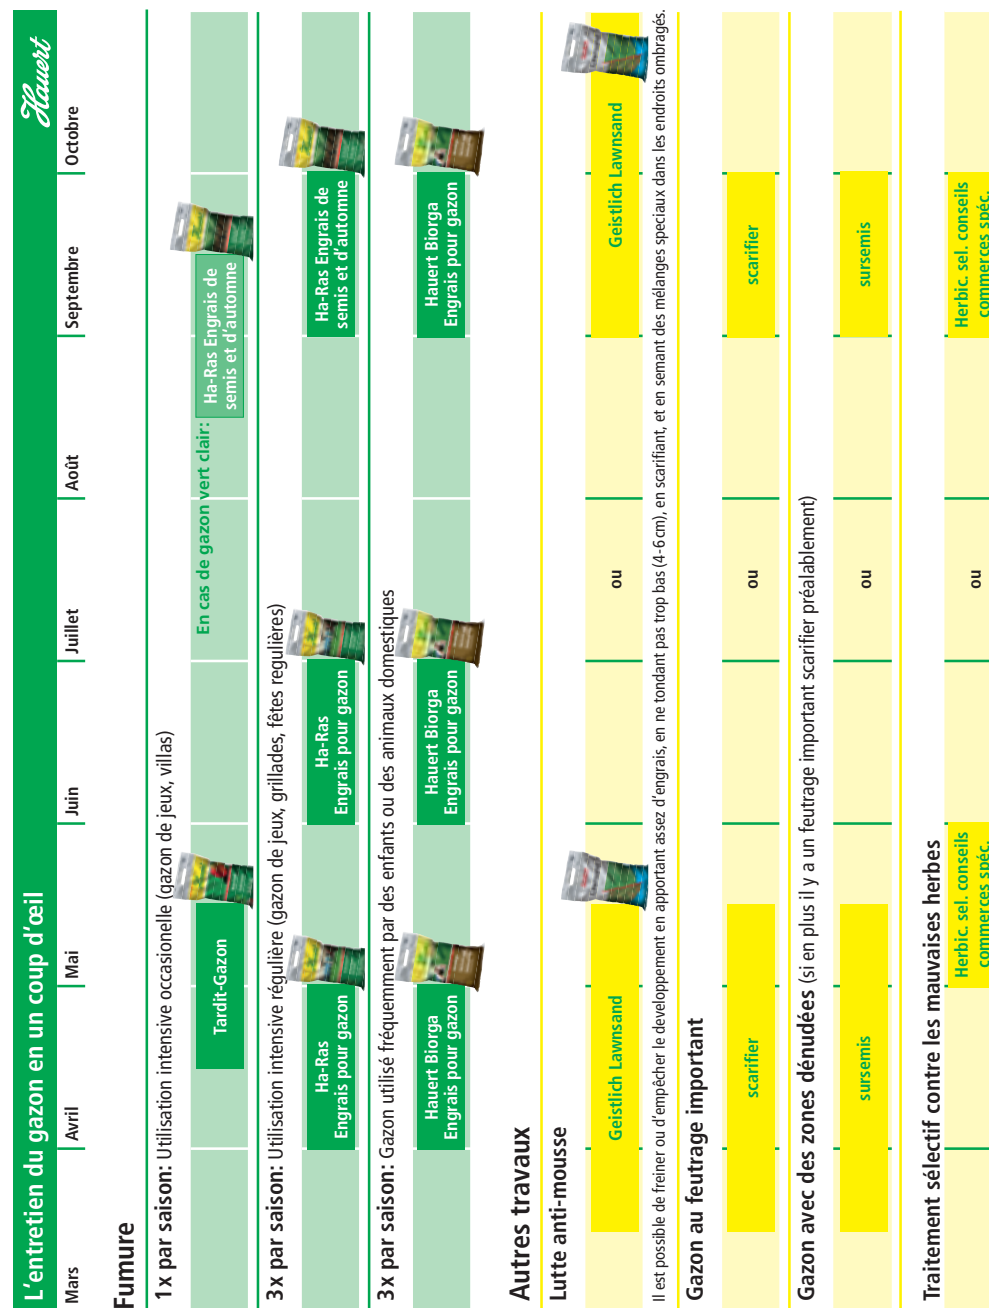 L'entretien du gazon en un coup d'œil
Hauert
Mars Avril Mai Juin Juillet Août Septembre Octobre
Fumure
1x par saison: Utilisation intensive occasionelle (gazon de jeux, villas)
Tardit-Gazon
En cas de gazon vert clair:
Ha-Ras Engrais de
semis et d'automne
3x par saison: Utilisation intensive régulière (gazon de jeux, grillades, fêtes regulières)
Ha-Ras
Engrais pour gazon
Ha-Ras
Engrais pour gazon
Ha-Ras Engrais de
semis et d'automne
3x par saison: Gazon utilisé fréquemment par des enfants ou des animaux domestiques
Hauert Biorga
Engrais pour gazon
Hauert Biorga
Engrais pour gazon
Hauert Biorga
Engrais pour gazon
Autres travaux
Lutte anti-mousse
Geistlich Lawnsand
ou
Geistlich Lawnsand
Il est possible de freiner ou d'empêcher le developpement en apportant assez d'engrais, en ne tondant pas trop bas (4-6cm), en scarifiant, et en semant des mélanges speciaux dans les endroits ombragés.
Gazon au feutrage important
scarifier
ou
scarifier
Gazon avec des zones dénudées (si en plus il y a un feutrage important scarifier préalablement)
sursemis
ou
sursemis
Traitement sélectif contre les mauvaises herbes
Herbic. sel. conseils
commerces spéc.
ou
Herbic. sel. conseils
commerces spéc.